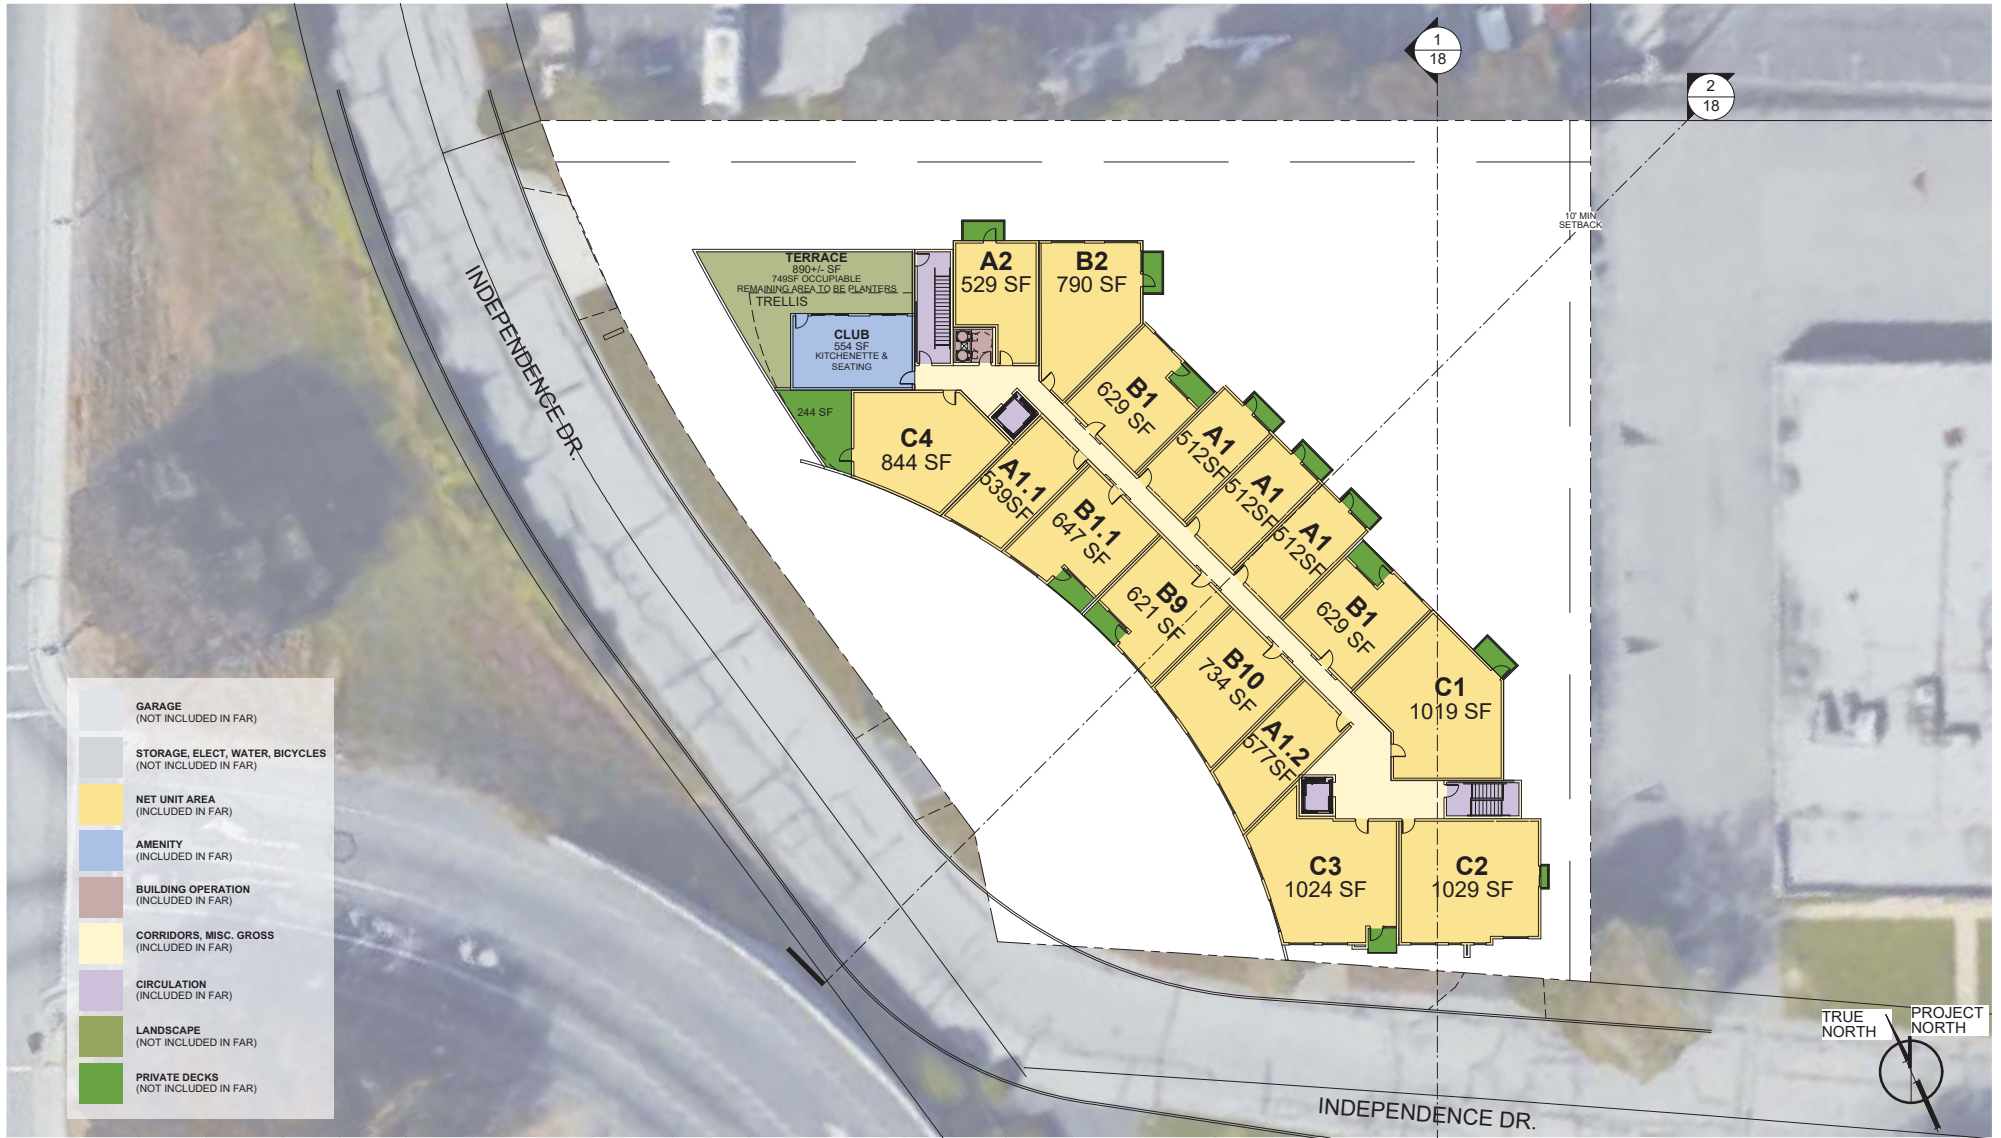 1
18
2
18
10' MIN
SETBACK
INDEPENDENCE DR.
TERRACE
890+/- SF
749SF OCCUPIABLE
REMAINING AREA TO BE PLANTERS
TRELLIS
CLUB
554 SF
KITCHENETTE &
SEATING
244 SF
A2
529 SF
B2
790 SF
B1
629 SF
A1
512SF
A1
512SF
A1
512SF
B1
629 SF
C1
1019 SF
C4
844 SF
A1.1
539SF
B1.1
647 SF
B9
621 SF
B10
734 SF
A1.2
577SF
C3
1024 SF
C2
1029 SF
GARAGE
(NOT INCLUDED IN FAR)
STORAGE, ELECT, WATER, BICYCLES
(NOT INCLUDED IN FAR)
NET UNIT AREA
(INCLUDED IN FAR)
AMENITY
(INCLUDED IN FAR)
BUILDING OPERATION
(INCLUDED IN FAR)
CORRIDORS, MISC. GROSS
(INCLUDED IN FAR)
CIRCULATION
(INCLUDED IN FAR)
LANDSCAPE
(NOT INCLUDED IN FAR)
PRIVATE DECKS
(NOT INCLUDED IN FAR)
TRUE
NORTH
PROJECT
NORTH
INDEPENDENCE DR.